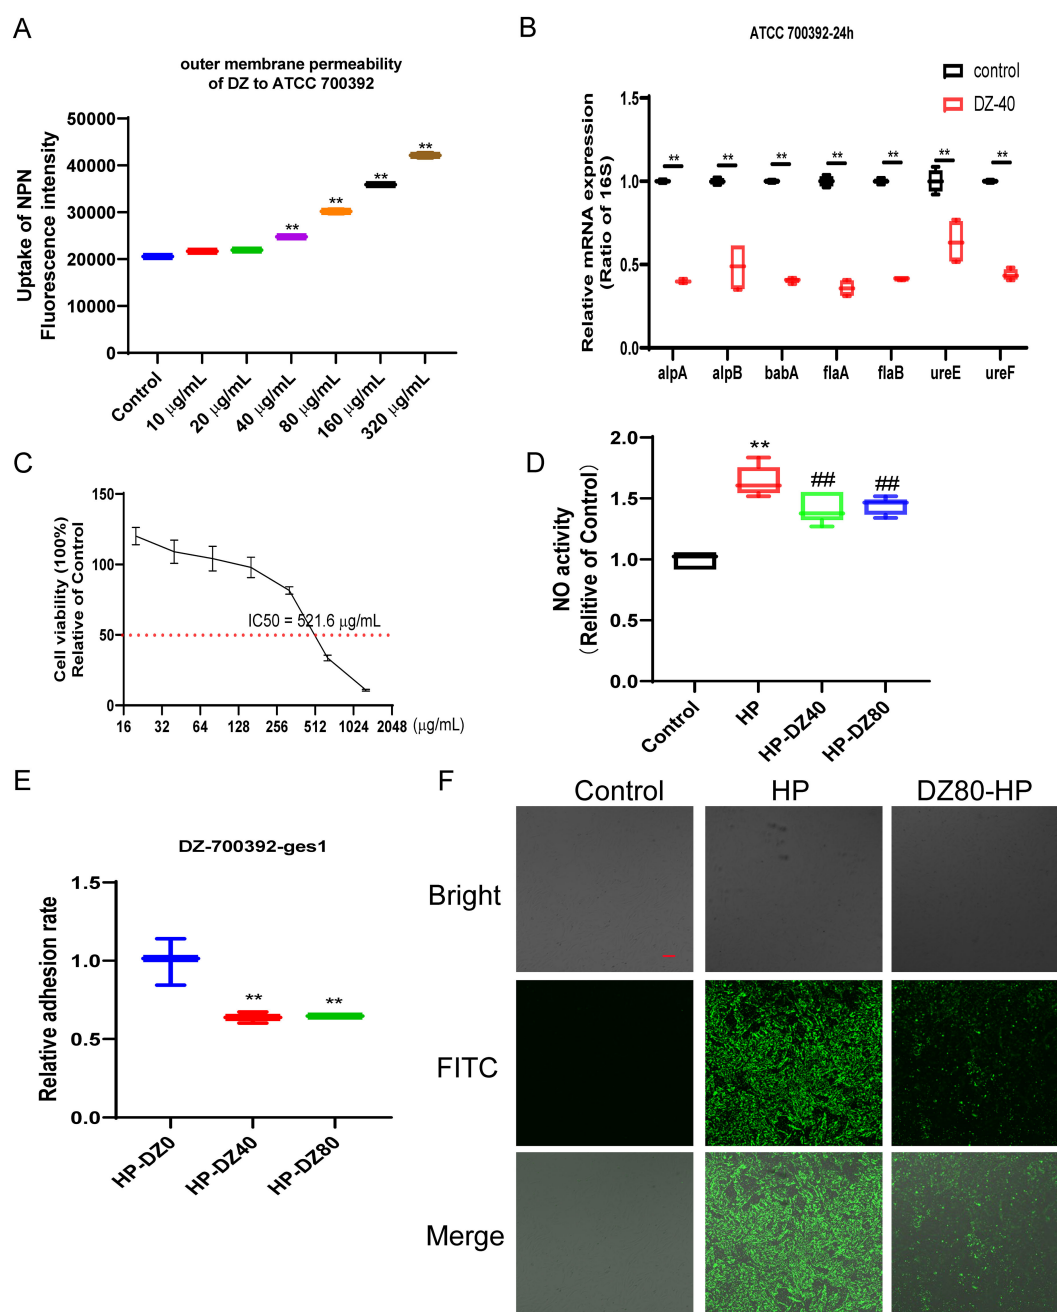 A
outer membrane permeability
of DZ to ATCC 700392
Uptake of NPN
Fluorescence intensity
50000
40000
30000
20000
10000
0
**
**
**
**
Control
10 μg/mL
20 μg/mL
40 μg/mL
80 μg/mL
160 μg/mL
320 μg/mL
B
ATCC 700392-24h
control
DZ-40
Relative mRNA expression
(Ratio of 16S)
1.5
1.0
0.5
0.0
** ** ** ** ** ** **
alpA alpB babA flaA flaB ureE ureF
C
Cell viability (100%)
Relative of Control
150
100
50
0
IC50 = 521.6 μg/mL
16 32 64 128 256 512 1024 2048 (μg/mL)
D
NO activity
(Relitive of Control)
2.0
1.5
1.0
0.5
0.0
**
##
##
Control
HP
HP-DZ40
HP-DZ80
E
DZ-700392-ges1
Relative adhesion rate
1.5
1.0
0.5
0.0
**
**
HP-DZ0
HP-DZ40
HP-DZ80
F
Control HP DZ80-HP
Bright
FITC
Merge